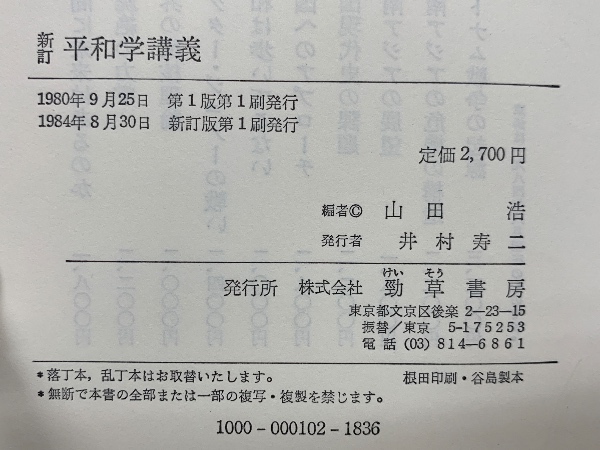 新訂 平和学講義
1980年9月25日 第1版第1刷発行
1984年8月30日 新訂版第1刷発行
定価 2,700 円
編者© 山田 浩
発行者 井村寿二
発行所 株式会社 勁草書房
けい そう
東京都文京区後楽 2—23—15
振替/東京 5-175253
電話 (03) 814—6861
*落丁本,乱丁本はお取替いたします。 根田印刷・谷島製本
*無断で本書の全部または一部の複写・複製を禁じます。
1000－000102－1836